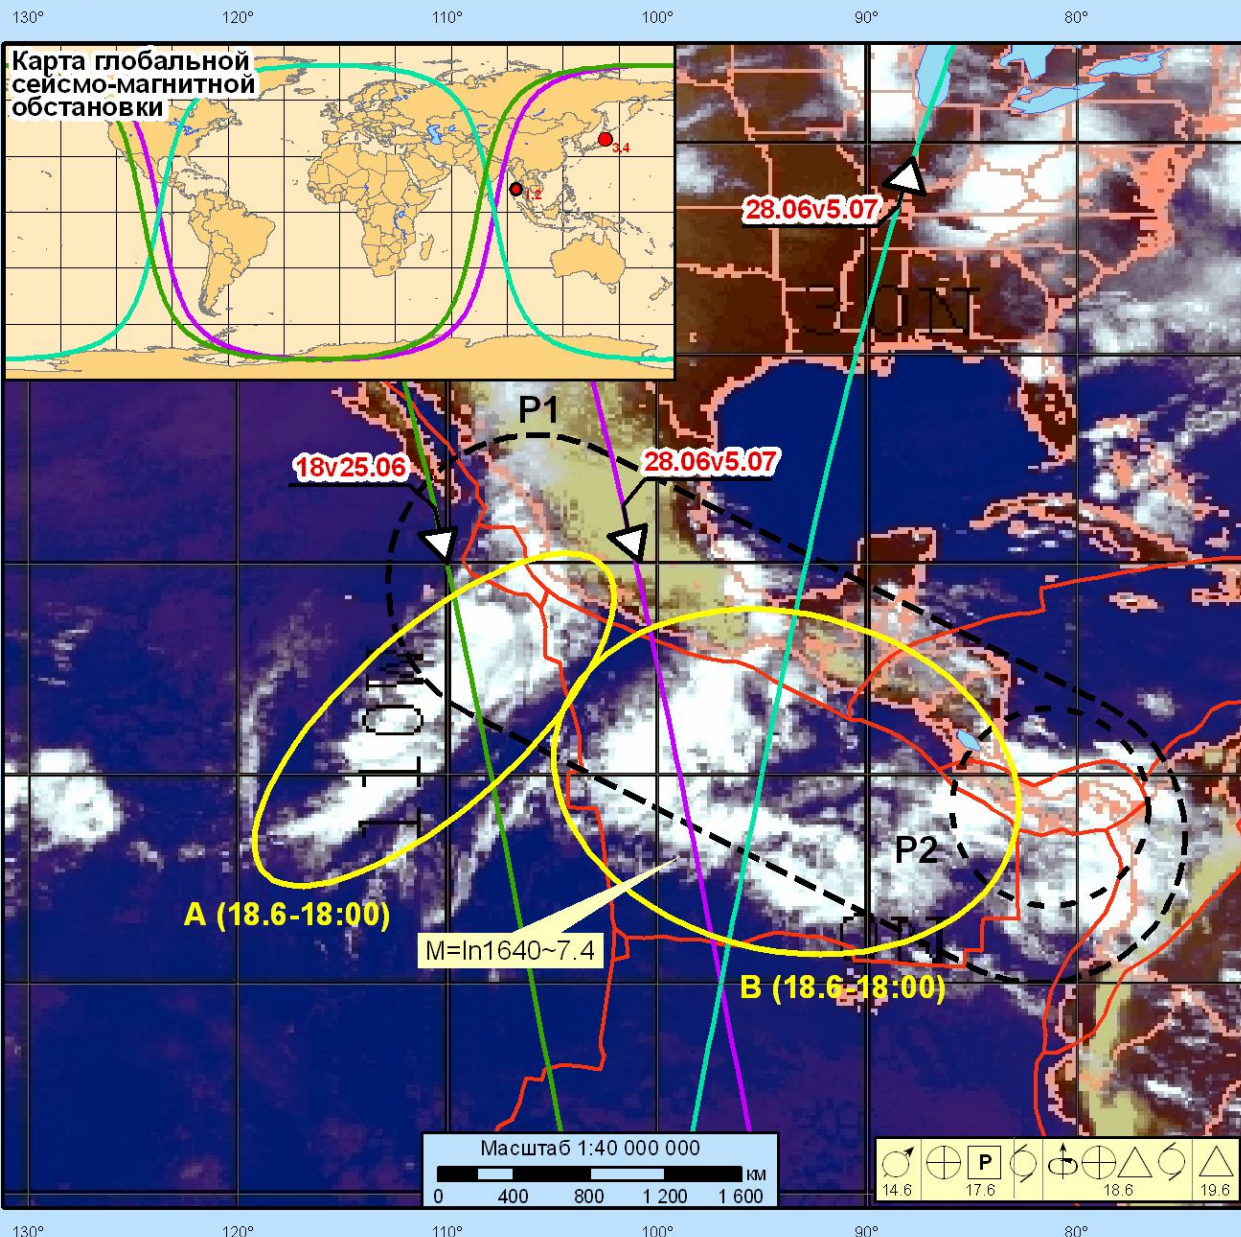 130° 120° 110° 100° 90° 80°
Карта глобальной
сейсмо-магнитной
обстановки
3.4
1.2
28.06v5.07
30N
P1
18v25.06
28.06v5.07
110W
P2
A (18.6-18:00)
M=ln1640~7.4
B (18.6-18:00)
Масштаб 1:40 000 000
км
0 400 800 1 200 1 600
P
14.6 17.6 18.6 19.6
130° 120° 110° 100° 90° 80°